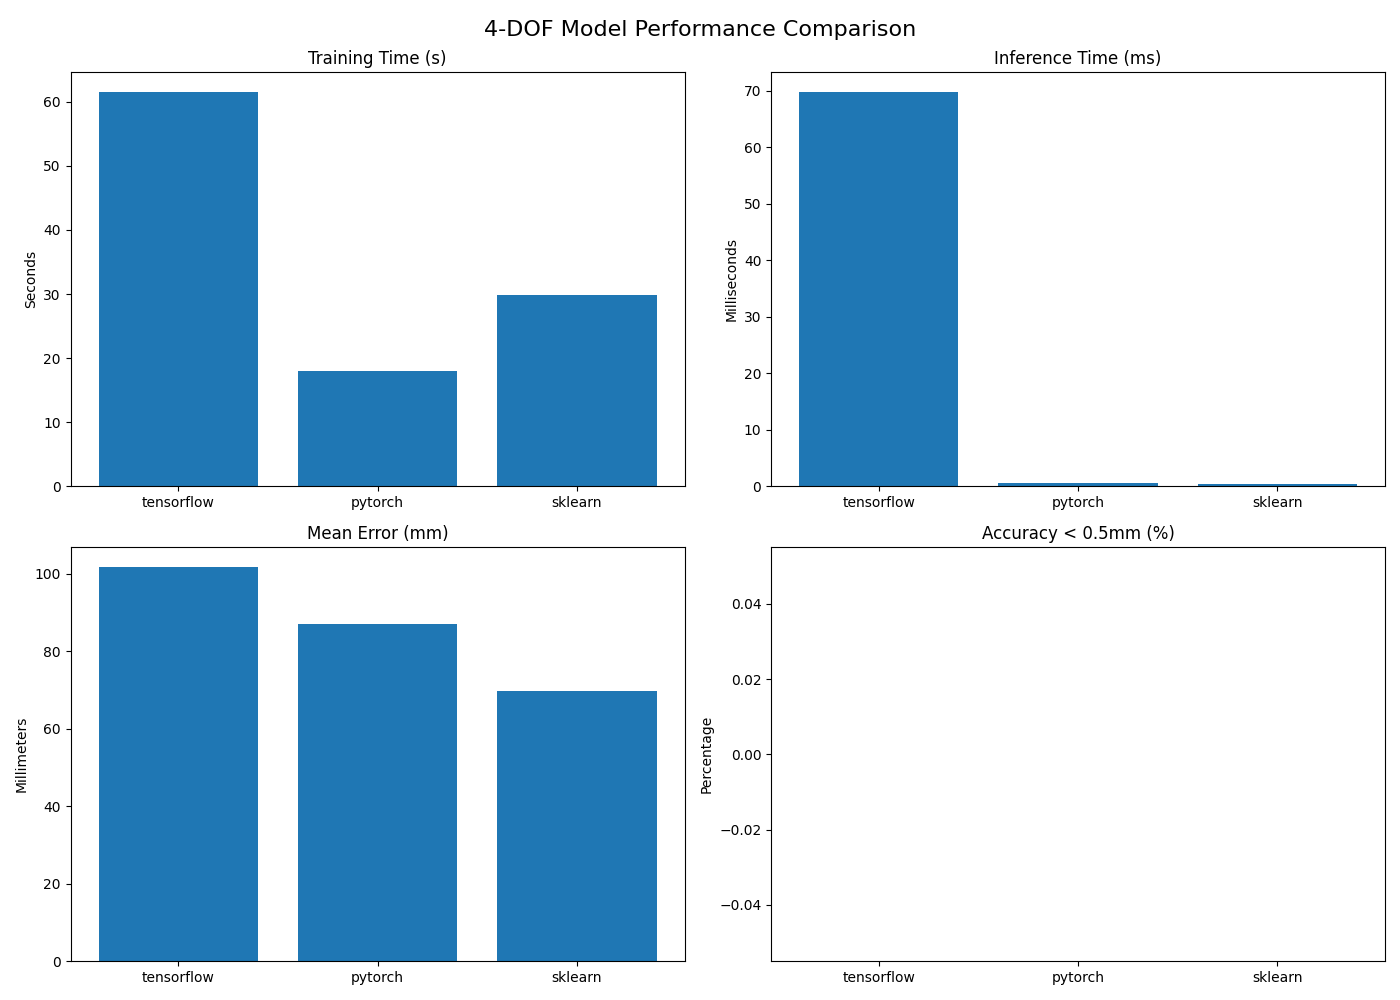 4-DOF Model Performance Comparison
Training Time (s)
Seconds
60
50
40
30
20
10
0
tensorflow pytorch sklearn
Inference Time (ms)
Milliseconds
70
60
50
40
30
20
10
0
tensorflow pytorch sklearn
Mean Error (mm)
Millimeters
100
80
60
40
20
0
tensorflow pytorch sklearn
Accuracy < 0.5mm (%)
Percentage
0.04
0.02
0.00
−0.02
−0.04
tensorflow pytorch sklearn